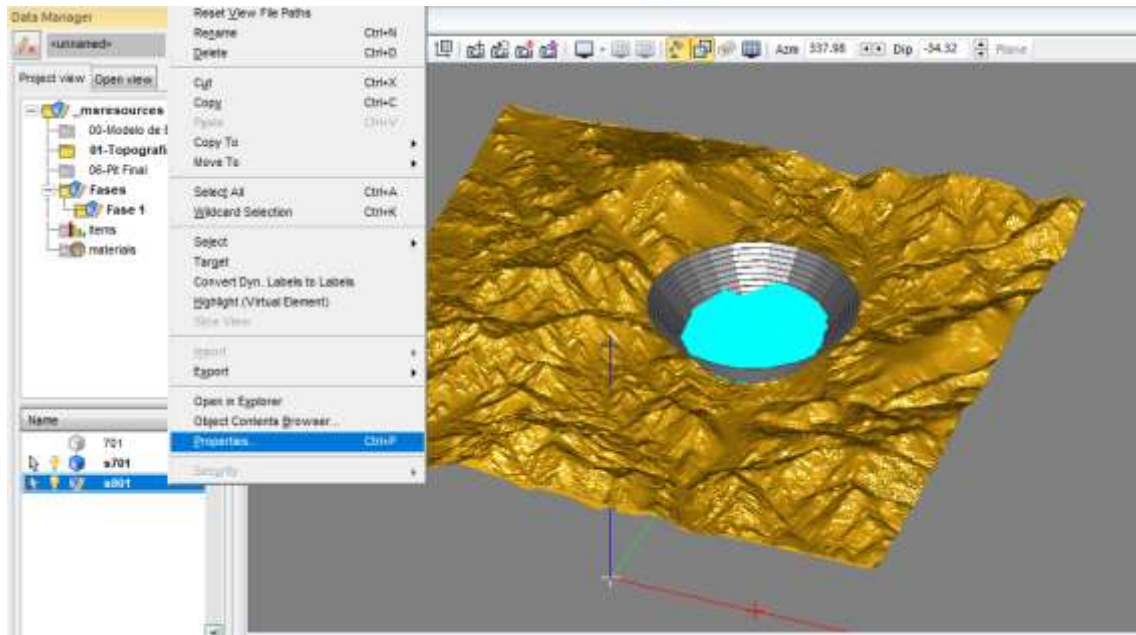 Data Manager
<unnamed>
Project view Open view
_msresources
00-Modelo de
01-Topografi
06-Pit Final
Fases
Fase 1
items
materials
Name
701
s701
s801
Reset View File Paths
Rename Ctrl+N
Delete Ctrl+D
Cut Ctrl+X
Copy Ctrl+C
Paste Ctrl+V
Copy To
Move To
Select All Ctrl+A
Wildcard Selection Ctrl+K
Select
Target
Convert Dyn. Labels to Labels
Highlight (Virtual Element)
Slice View
Import
Export
Open in Explorer
Object Contents Browser...
Properties... Ctrl+P
Security
Azm 337.98 Dip -34.32 Plane